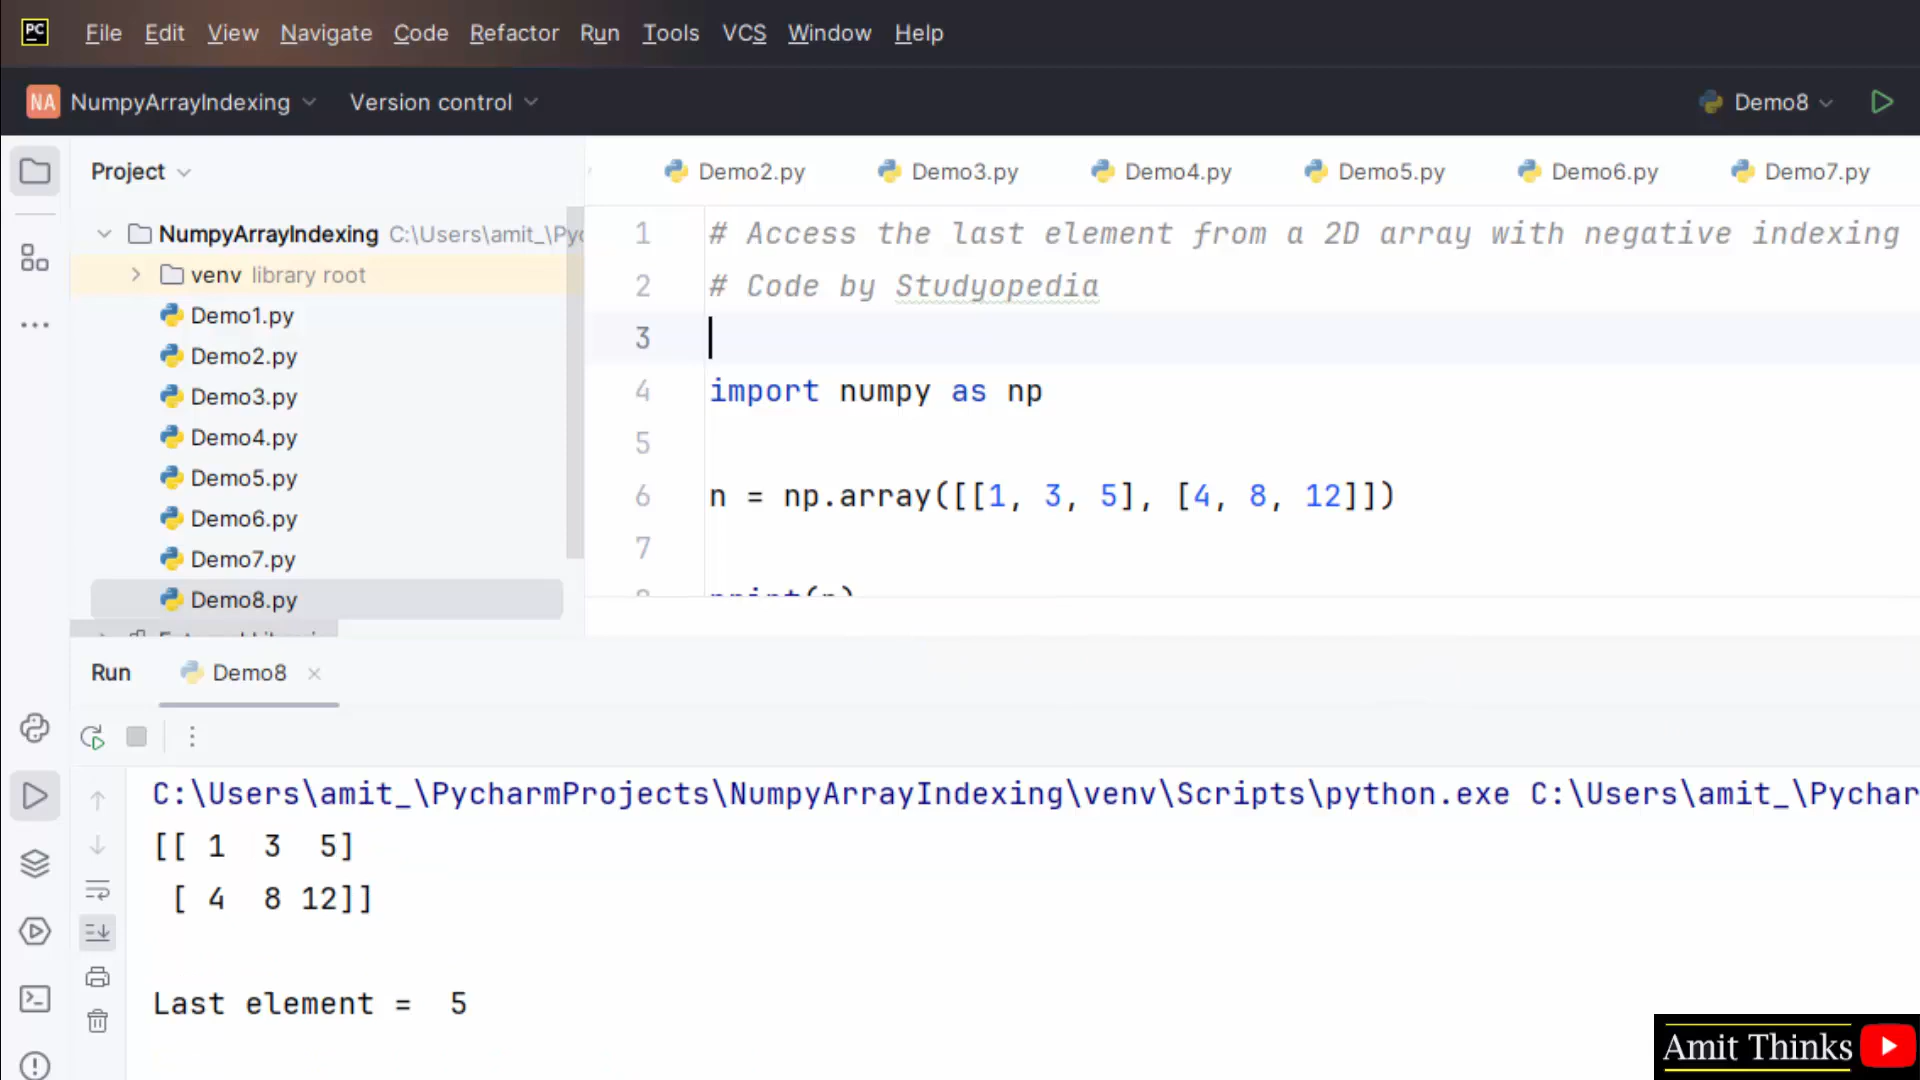 PC File Edit View Navigate Code Refactor Run Tools VCS Window Help
NA NumpyArrayIndexing Version control Demo8
Project
Demo2.py Demo3.py Demo4.py Demo5.py Demo6.py Demo7.py
NumpyArrayIndexing C:\Users\amit_\Pyc
venv library root
Demo1.py
Demo2.py
Demo3.py
Demo4.py
Demo5.py
Demo6.py
Demo7.py
Demo8.py
1 # Access the last element from a 2D array with negative indexing
2 # Code by Studyopedia
3
4 import numpy as np
5
6 n = np.array([[1, 3, 5], [4, 8, 12]])
7
8 print(n)
Run Demo8
C:\Users\amit_\PycharmProjects\NumpyArrayIndexing\venv\Scripts\python.exe C:\Users\amit_\Pychar
[[ 1  3  5]
 [ 4  8 12]]
Last element =  5
Amit Thinks